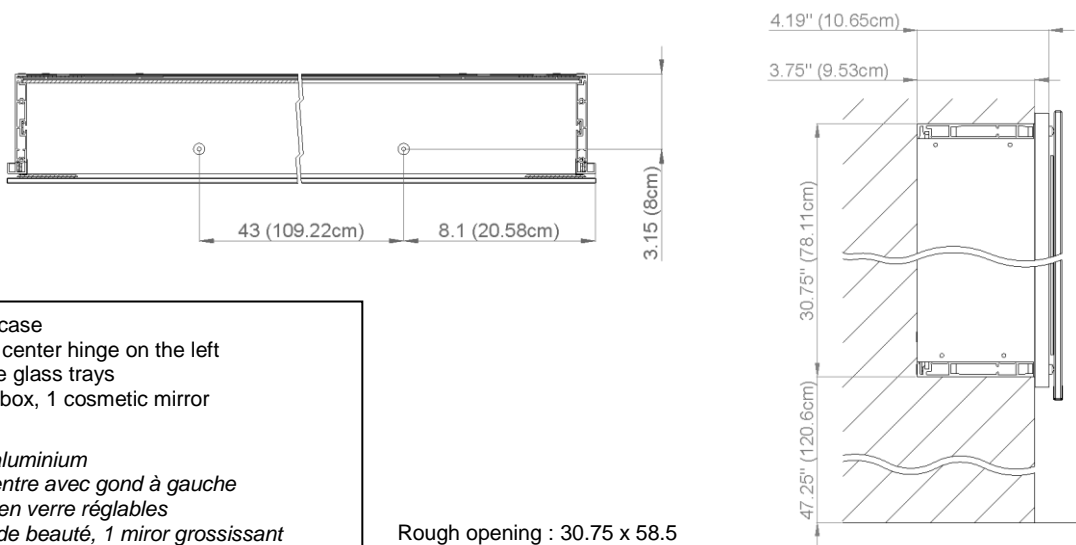 4.19" (10.65cm)
3.75" (9.53cm)
43 (109.22cm)
8.1 (20.58cm)
3.15 (8cm)
30.75" (78.11cm)
47.25" (120.6cm)
case
center hinge on the left
e glass trays
box, 1 cosmetic mirror
aluminium
entre avec gond à gauche
en verre réglables
de beauté, 1 miror grossissant
Rough opening : 30.75 x 58.5